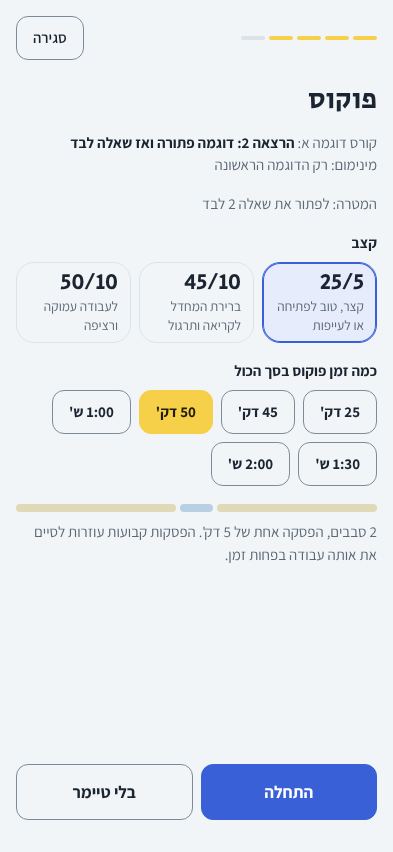 סגירה
פוקוס
קורס דוגמה א: הרצאה 2: דוגמה פתורה ואז שאלה לבד
מינימום: רק הדוגמה הראשונה
המטרה: לפתור את שאלה 2 לבד
קצב
25/5
קצר, טוב לפתיחה
או לעייפות
45/10
ברירת המחדל
לקריאה ותרגול
50/10
לעבודה עמוקה
ורציפה
כמה זמן פוקוס בסך הכול
25 דק'
45 דק'
50 דק'
1:00 ש'
1:30 ש'
2:00 ש'
2 סבבים, הפסקה אחת של 5 דק'. הפסקות קבועות עוזרות לסיים
את אותה עבודה בפחות זמן.
התחלה
בלי טיימר